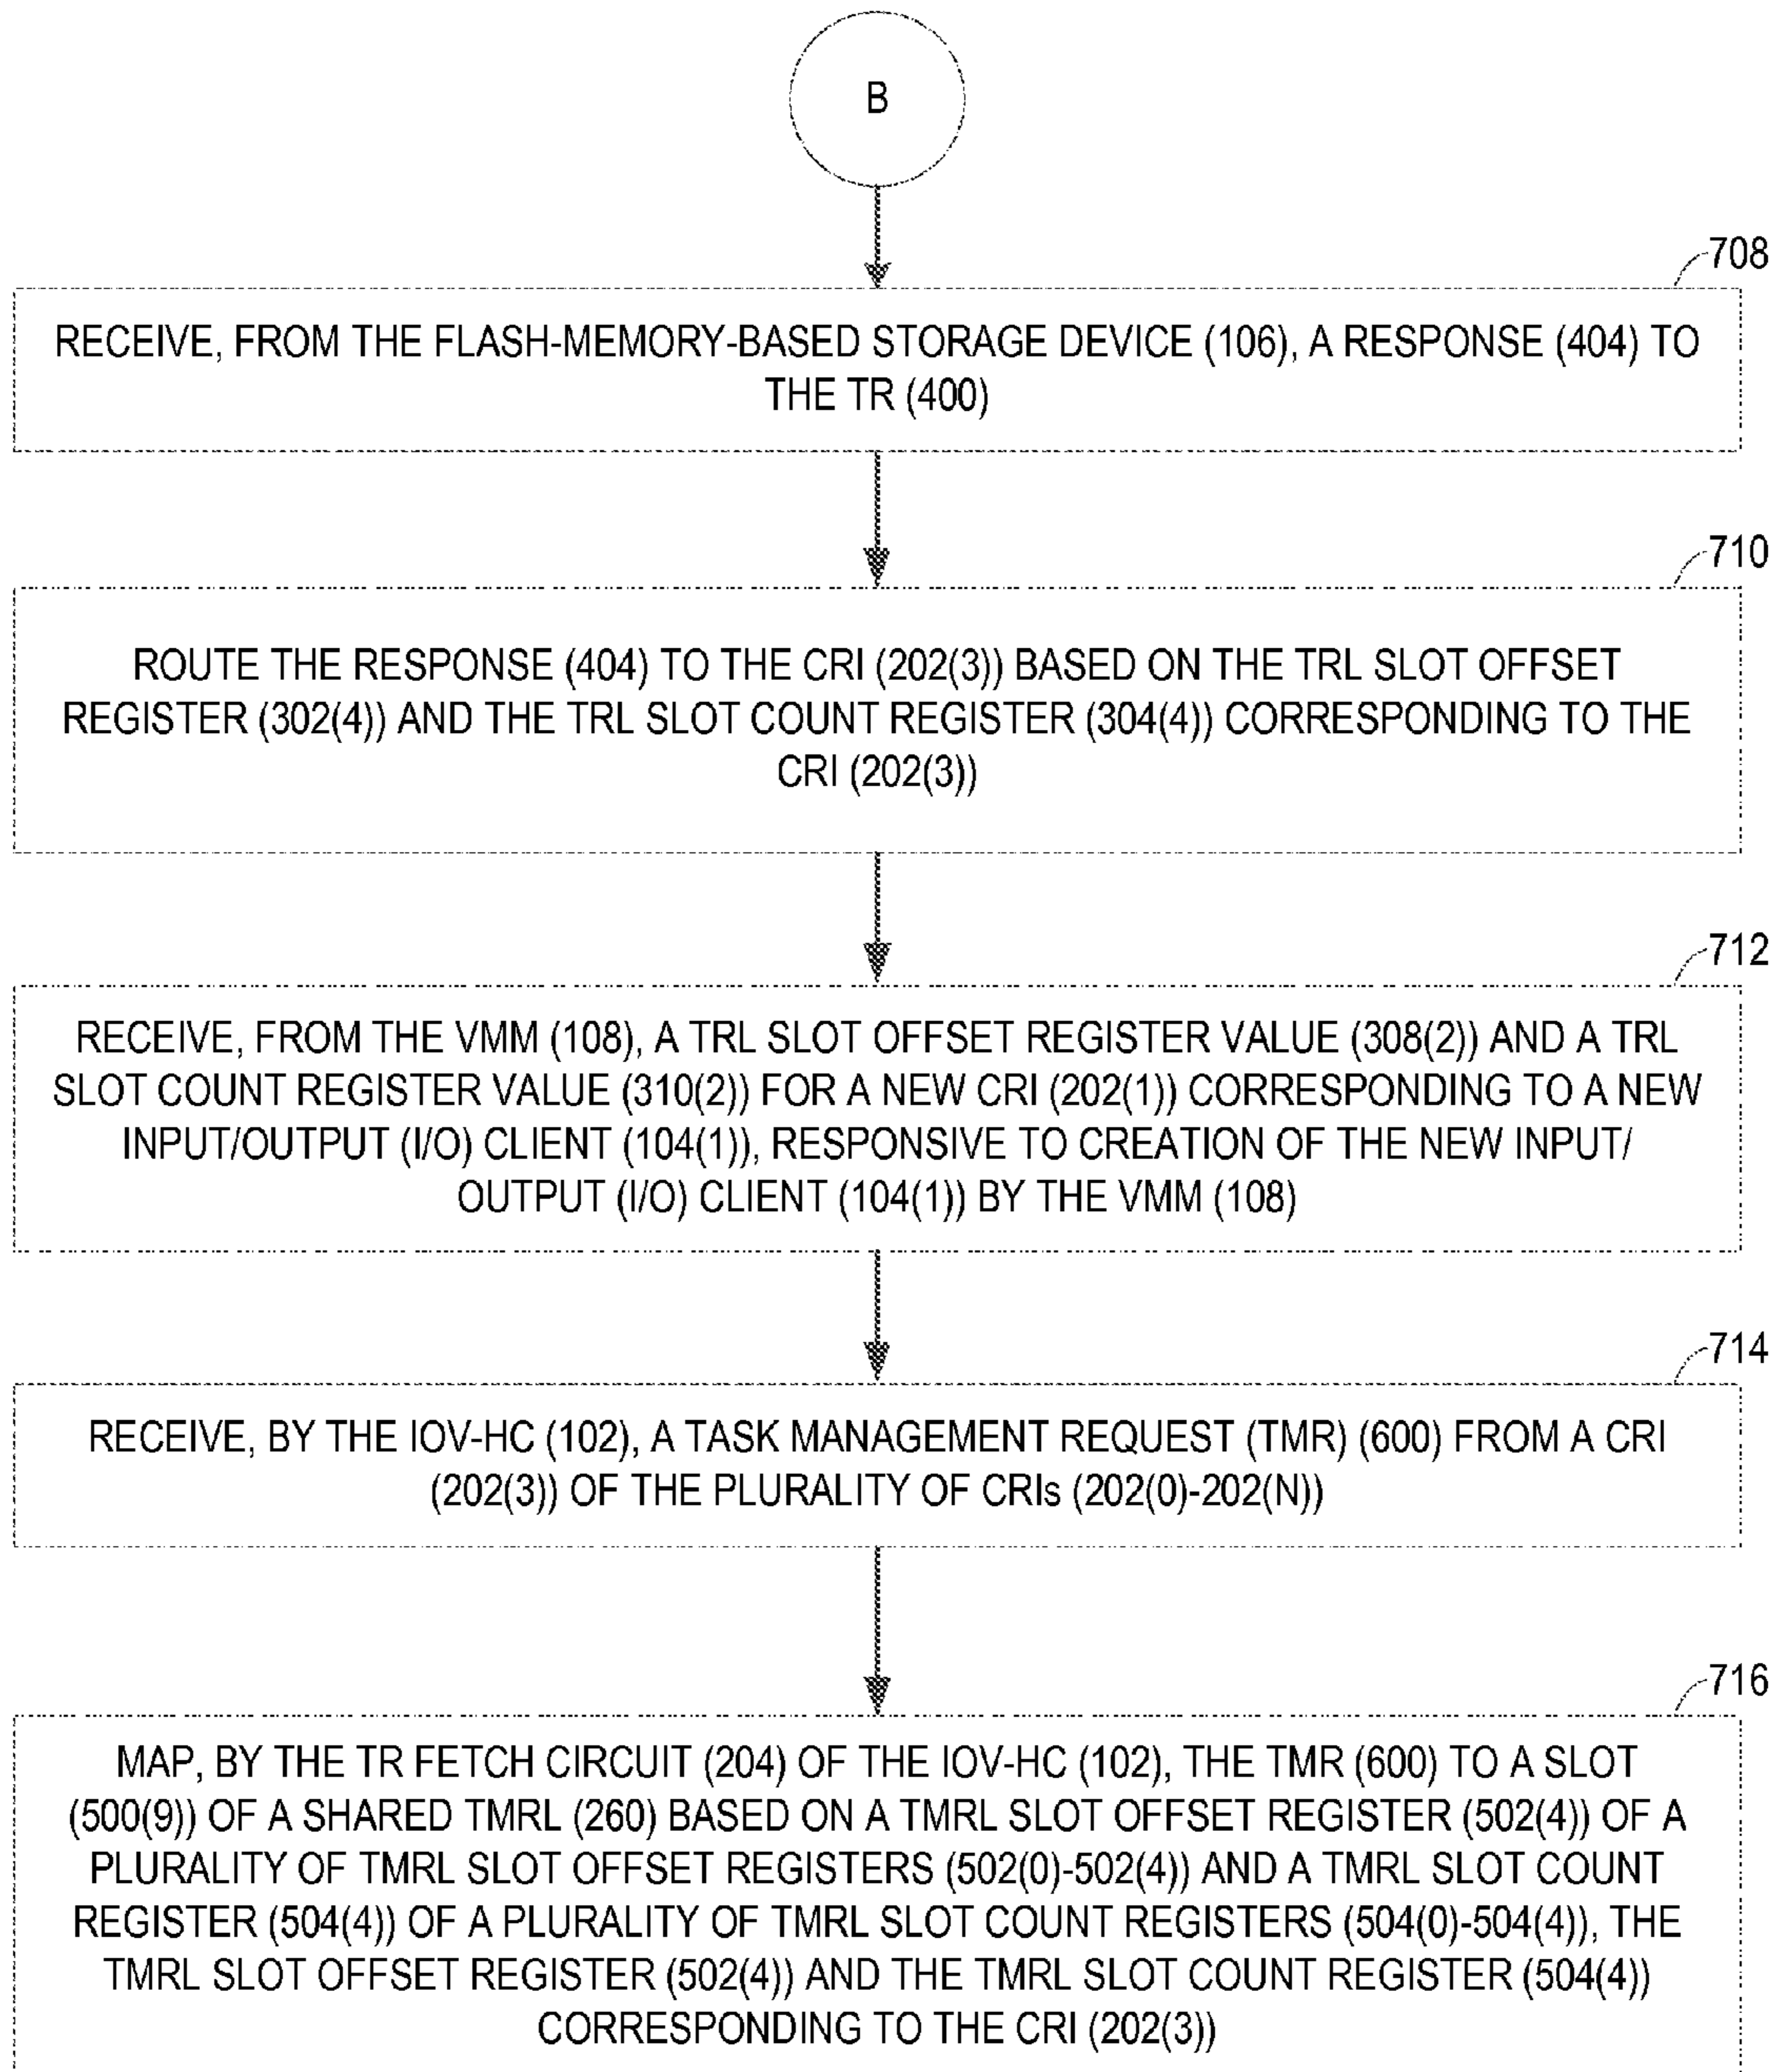 B
708
RECEIVE, FROM THE FLASH-MEMORY-BASED STORAGE DEVICE (106), A RESPONSE (404) TO
THE TR (400)
710
ROUTE THE RESPONSE (404) TO THE CRI (202(3)) BASED ON THE TRL SLOT OFFSET
REGISTER (302(4)) AND THE TRL SLOT COUNT REGISTER (304(4)) CORRESPONDING TO THE
CRI (202(3))
712
RECEIVE, FROM THE VMM (108), A TRL SLOT OFFSET REGISTER VALUE (308(2)) AND A TRL
SLOT COUNT REGISTER VALUE (310(2)) FOR A NEW CRI (202(1)) CORRESPONDING TO A NEW
INPUT/OUTPUT (I/O) CLIENT (104(1)), RESPONSIVE TO CREATION OF THE NEW INPUT/
OUTPUT (I/O) CLIENT (104(1)) BY THE VMM (108)
714
RECEIVE, BY THE IOV-HC (102), A TASK MANAGEMENT REQUEST (TMR) (600) FROM A CRI
(202(3)) OF THE PLURALITY OF CRIs (202(0)-202(N))
716
MAP, BY THE TR FETCH CIRCUIT (204) OF THE IOV-HC (102), THE TMR (600) TO A SLOT
(500(9)) OF A SHARED TMRL (260) BASED ON A TMRL SLOT OFFSET REGISTER (502(4)) OF A
PLURALITY OF TMRL SLOT OFFSET REGISTERS (502(0)-502(4)) AND A TMRL SLOT COUNT
REGISTER (504(4)) OF A PLURALITY OF TMRL SLOT COUNT REGISTERS (504(0)-504(4)), THE
TMRL SLOT OFFSET REGISTER (502(4)) AND THE TMRL SLOT COUNT REGISTER (504(4))
CORRESPONDING TO THE CRI (202(3))